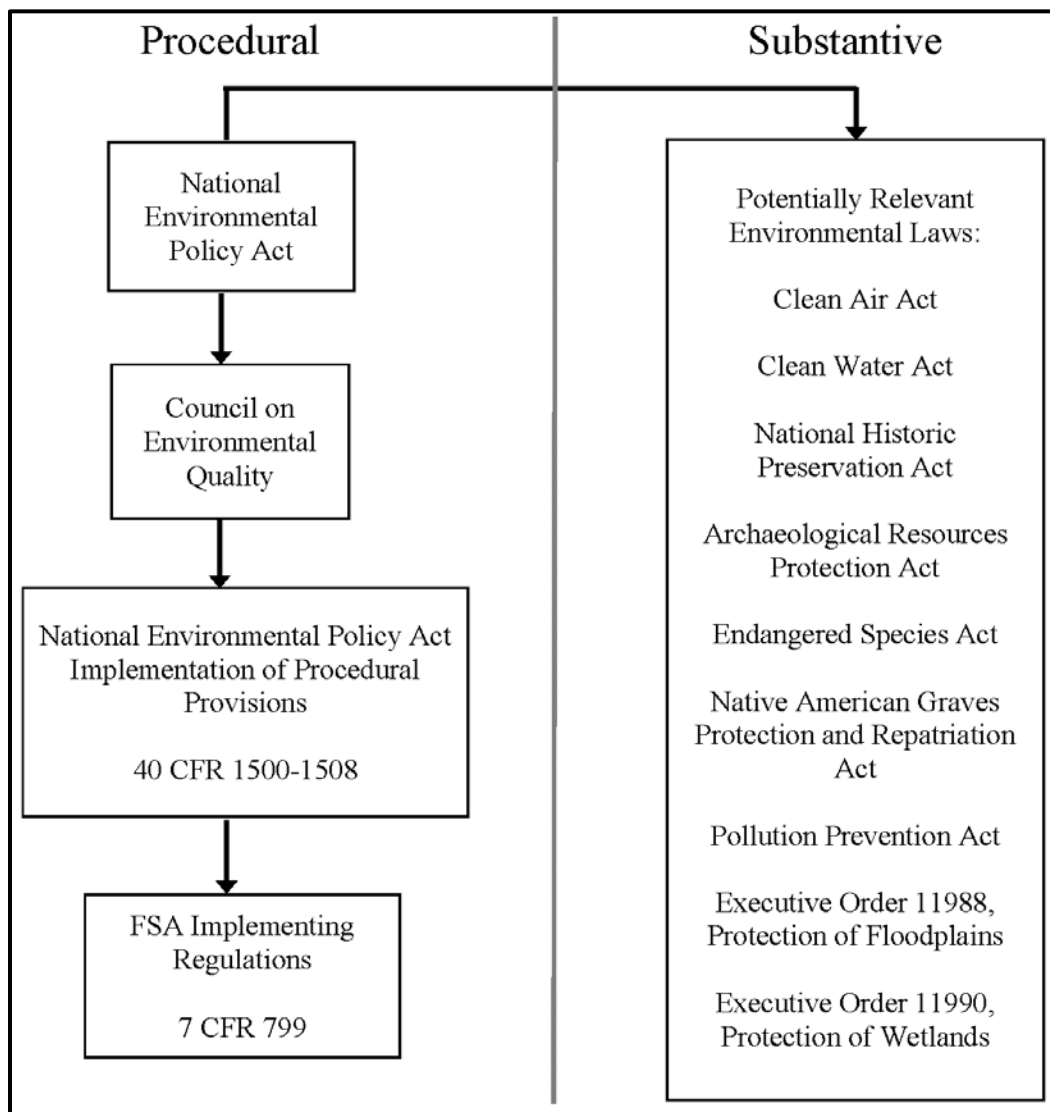 Procedural
National
Environmental
Policy Act
Council on
Environmental
Quality
National Environmental Policy Act
Implementation of Procedural
Provisions
40 CFR 1500-1508
FSA Implementing
Regulations
7 CFR 799
Substantive
Potentially Relevant
Environmental Laws:
Clean Air Act
Clean Water Act
National Historic
Preservation Act
Archaeological Resources
Protection Act
Endangered Species Act
Native American Graves
Protection and Repatriation
Act
Pollution Prevention Act
Executive Order 11988,
Protection of Floodplains
Executive Order 11990,
Protection of Wetlands